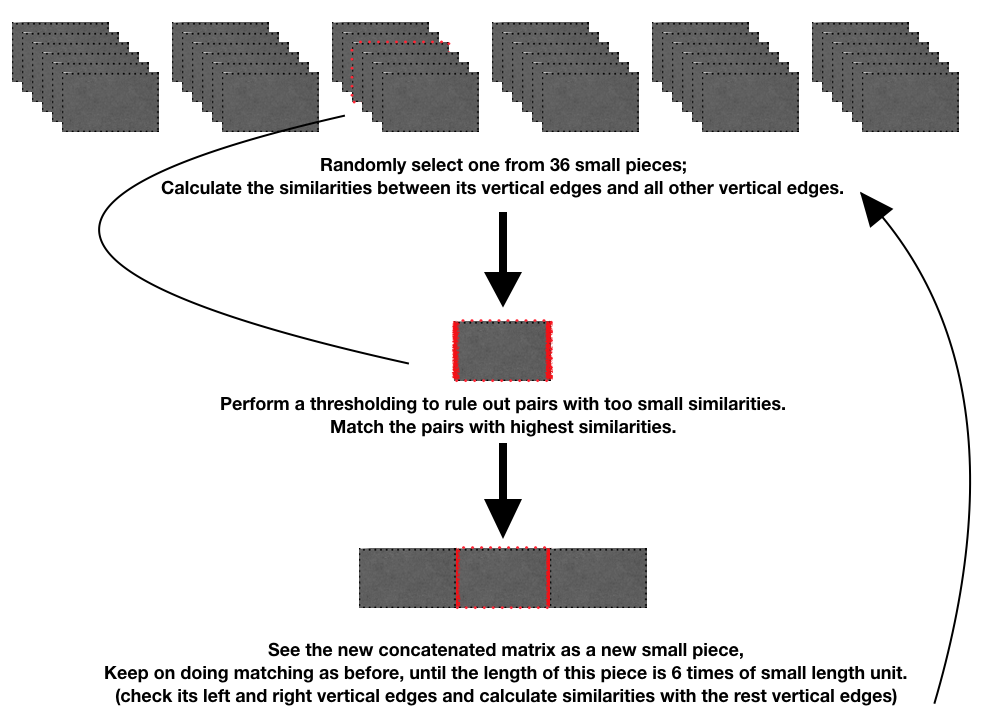 Randomly select one from 36 small pieces;
Calculate the similarities between its vertical edges and all other vertical edges.
Perform a thresholding to rule out pairs with too small similarities.
Match the pairs with highest similarities.
See the new concatenated matrix as a new small piece,
Keep on doing matching as before, until the length of this piece is 6 times of small length unit.
(check its left and right vertical edges and calculate similarities with the rest vertical edges)